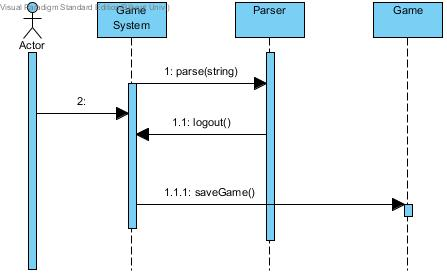 Visual Paradigm Standard Edition
Game
System
Parser
Game
Actor
1: parse(string)
2:
1.1: logout()
1.1.1: saveGame()